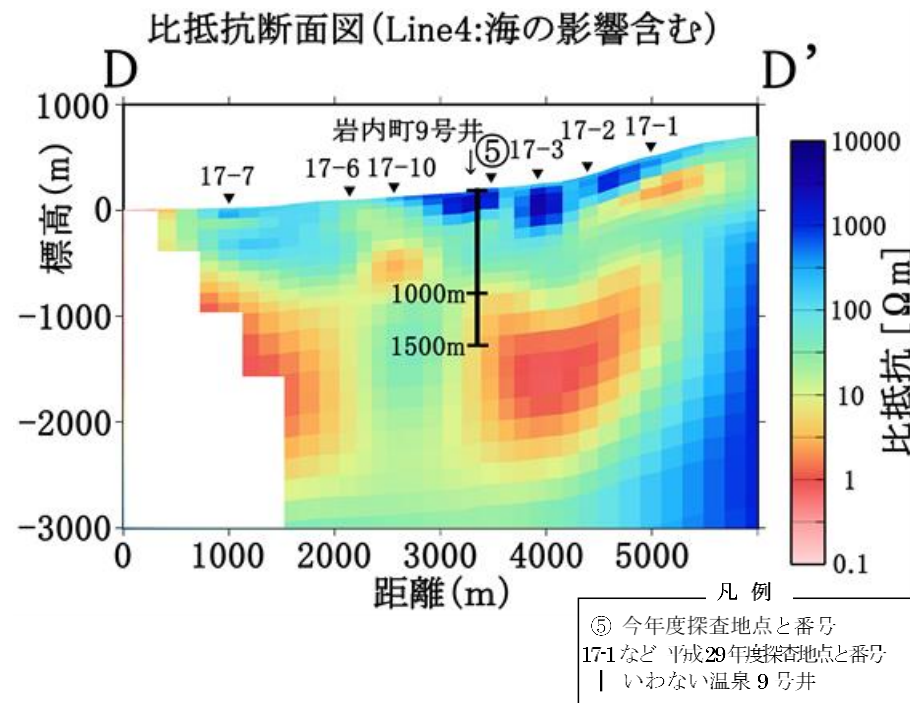 比抵抗断面図(Line4:海の影響含む)
D D’
1000
0
−1000
−2000
−3000
標高(m)
岩内町9号井
↓⑤
17-7
17-6
17-10
17-3
17-2
17-1
1000m
1500m
0 1000 2000 3000 4000 5000
距離(m)
10000
1000
100
10
1
0.1
比抵抗 [Ωm]
凡 例
⑤ 今年度探査地点と番号
17-1など 平成29年度探査地点と番号
| いわない温泉 9 号井